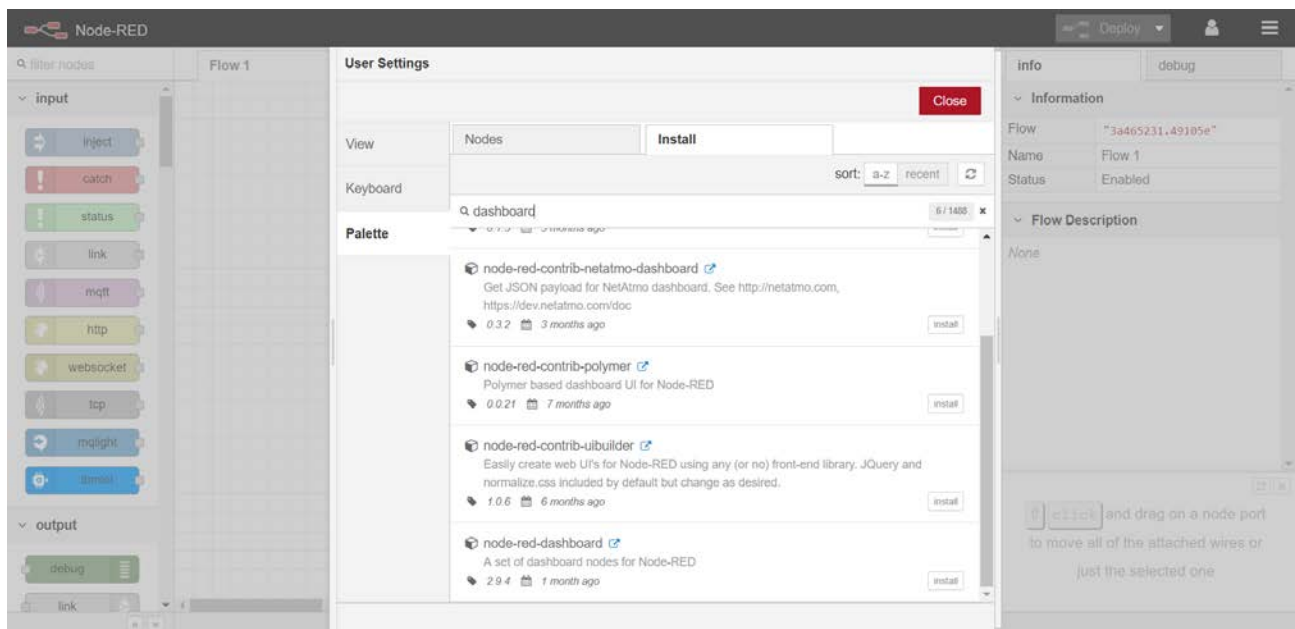 Node-RED
Deploy
filter nodes
Flow 1
input
inject
catch
status
link
mqtt
http
websocket
tcp
mqlight
output
debug
link
User Settings
Close
View
Keyboard
Palette
Nodes
Install
sort: a-z recent
dashboard
6 / 1488
3 months ago
node-red-contrib-netatmo-dashboard
Get JSON payload for NetAtmo dashboard. See http://netatmo.com,
https://dev.netatmo.com/doc
0.3.2 3 months ago
install
node-red-contrib-polymer
Polymer based dashboard UI for Node-RED
0.0.21 7 months ago
install
node-red-contrib-uibuilder
Easily create web UI's for Node-RED using any (or no) front-end library. JQuery and
normalize.css included by default but change as desired.
1.0.6 6 months ago
install
node-red-dashboard
A set of dashboard nodes for Node-RED
2.9.4 1 month ago
install
info
debug
Information
Flow "3a465231.49105e"
Name Flow 1
Status Enabled
Flow Description
None
click and drag on a node port
to move all of the attached wires or
just the selected one